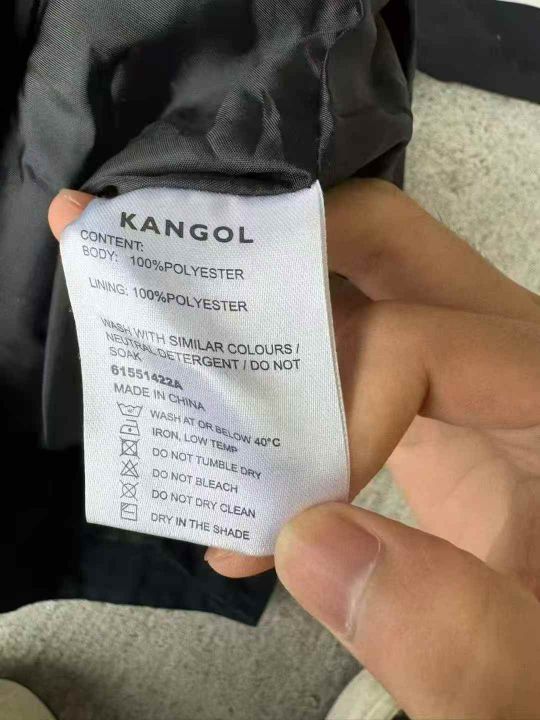 KANGOL
CONTENT:
BODY: 100%POLYESTER
LINING: 100%POLYESTER
WASH WITH SIMILAR COLOURS /
NEUTRAL DETERGENT / DO NOT
SOAK
61551422A
MADE IN CHINA
WASH AT OR BELOW 40°C
IRON, LOW TEMP
DO NOT TUMBLE DRY
DO NOT BLEACH
DO NOT DRY CLEAN
DRY IN THE SHADE